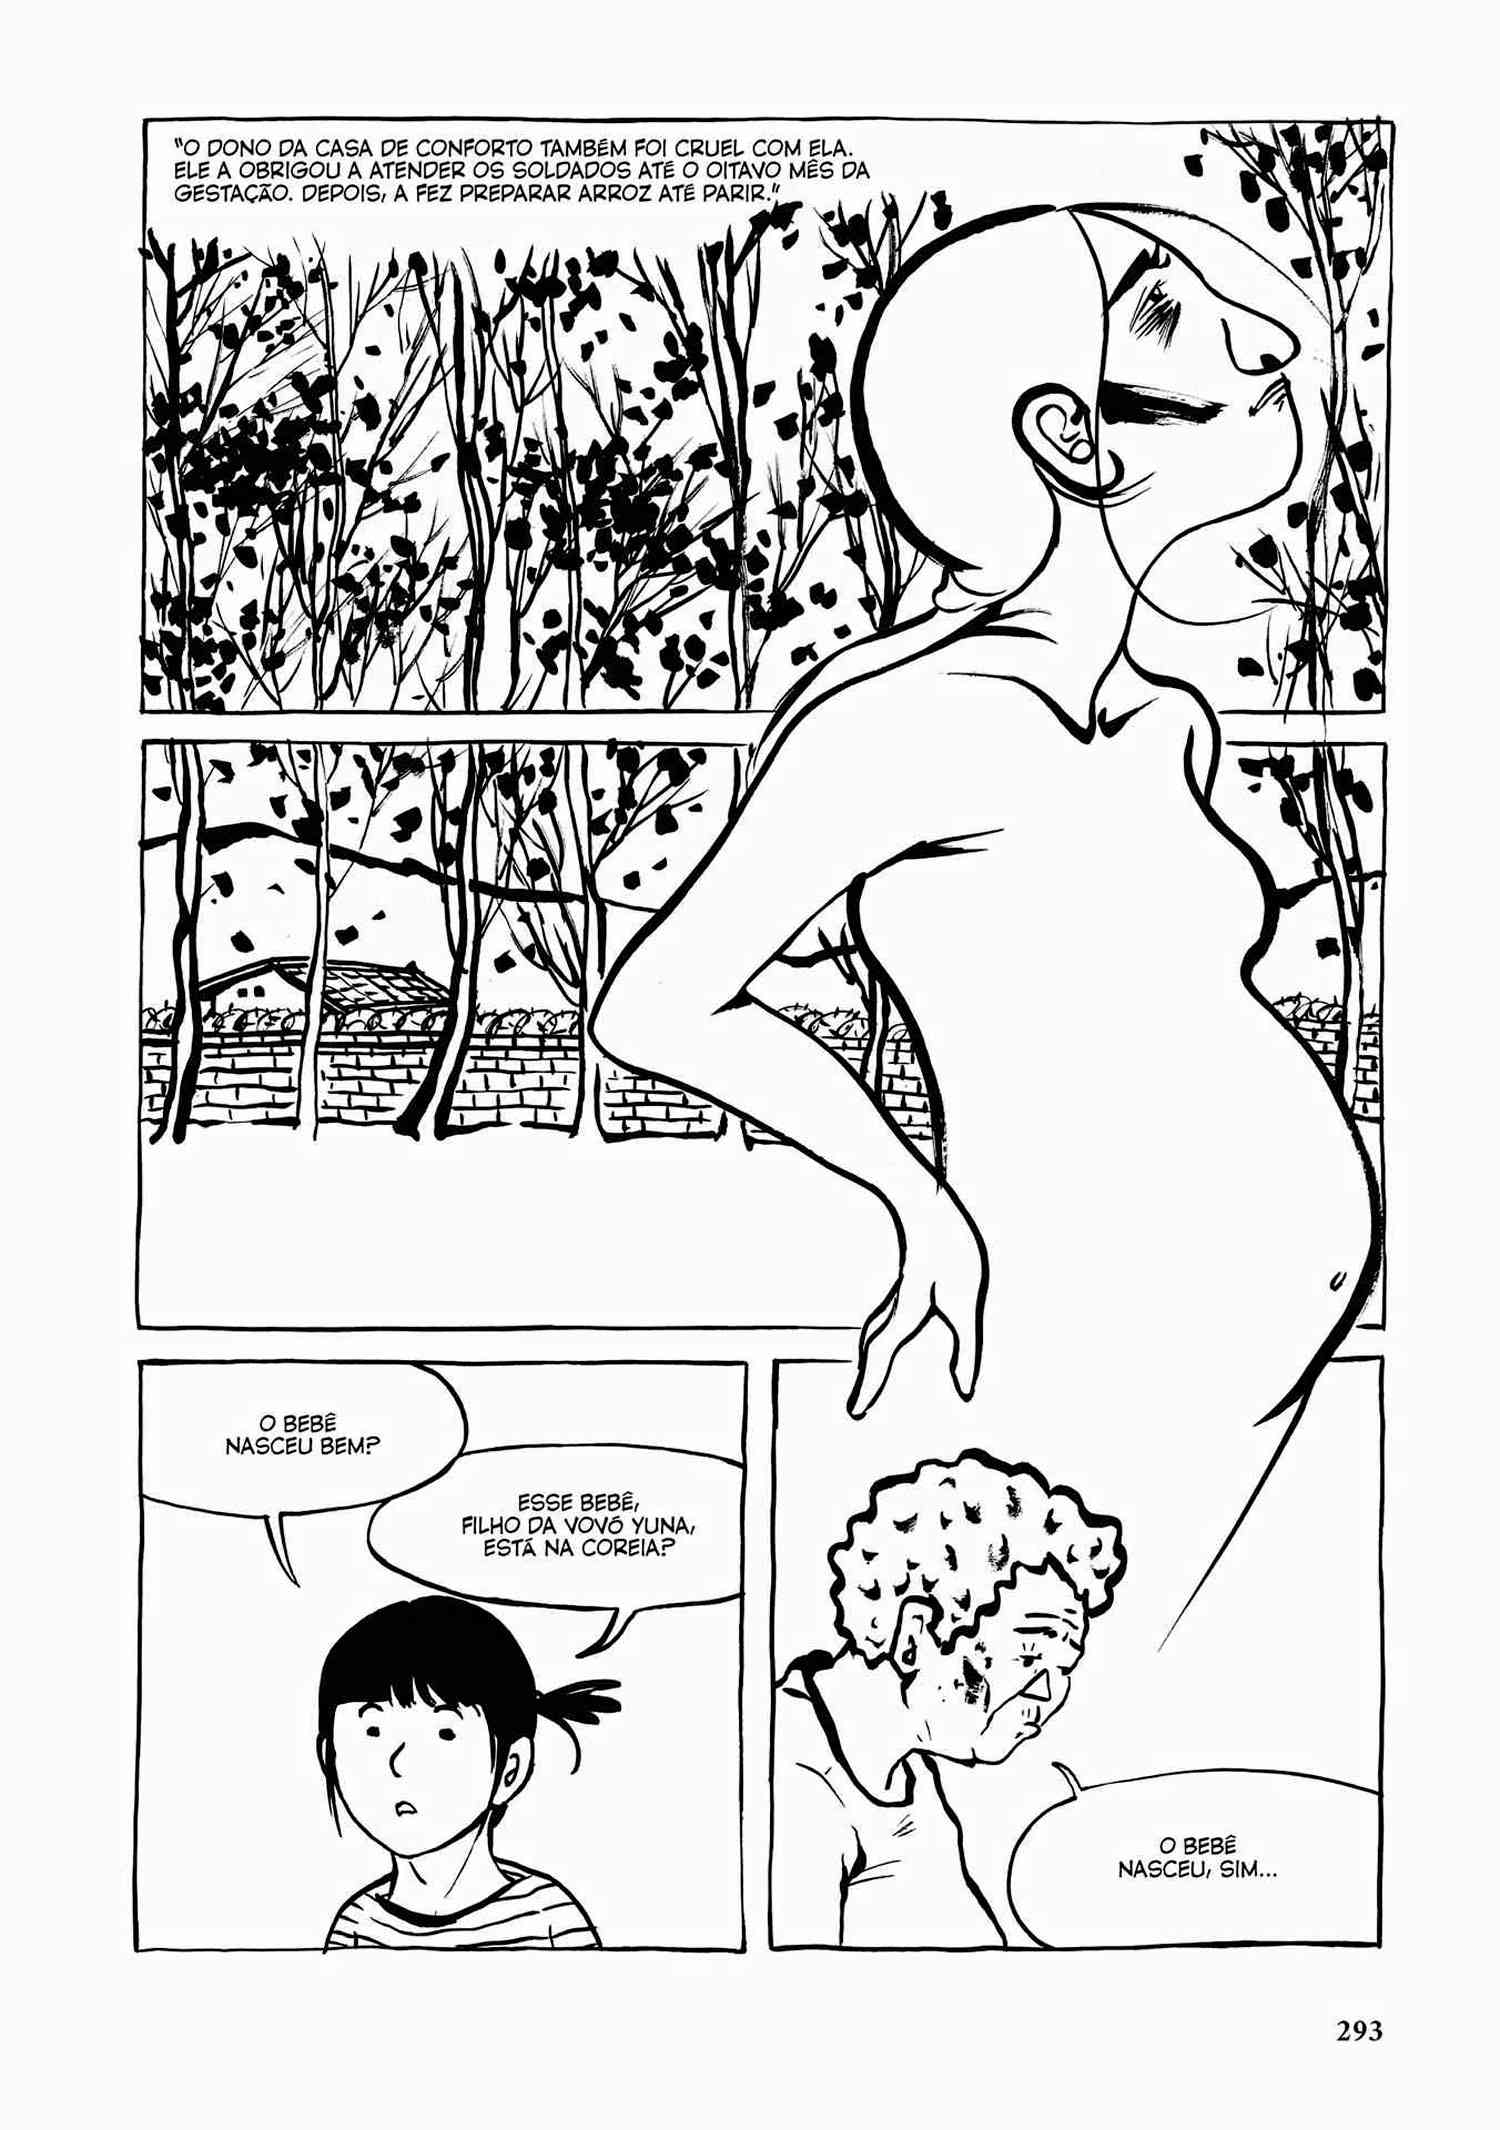 "O DONO DA CASA DE CONFORTO TAMBÉM FOI CRUEL COM ELA.
ELE A OBRIGOU A ATENDER OS SOLDADOS ATÉ O OITAVO MÊS DA
GESTAÇÃO. DEPOIS, A FEZ PREPARAR ARROZ ATÉ PARIR."
O BEBÊ
NASCEU BEM?
ESSE BEBÊ,
FILHO DA VOVÓ YUNA,
ESTÁ NA COREIA?
O BEBÊ
NASCEU, SIM...
293